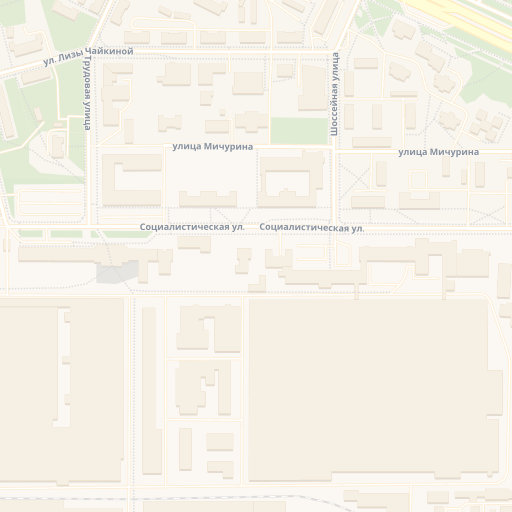 ул. Лизы Чайкиной
Трудовая улица
Шоссейная улица
улица Мичурина
улица Мичурина
Социалистическая ул.
Социалистическая ул.